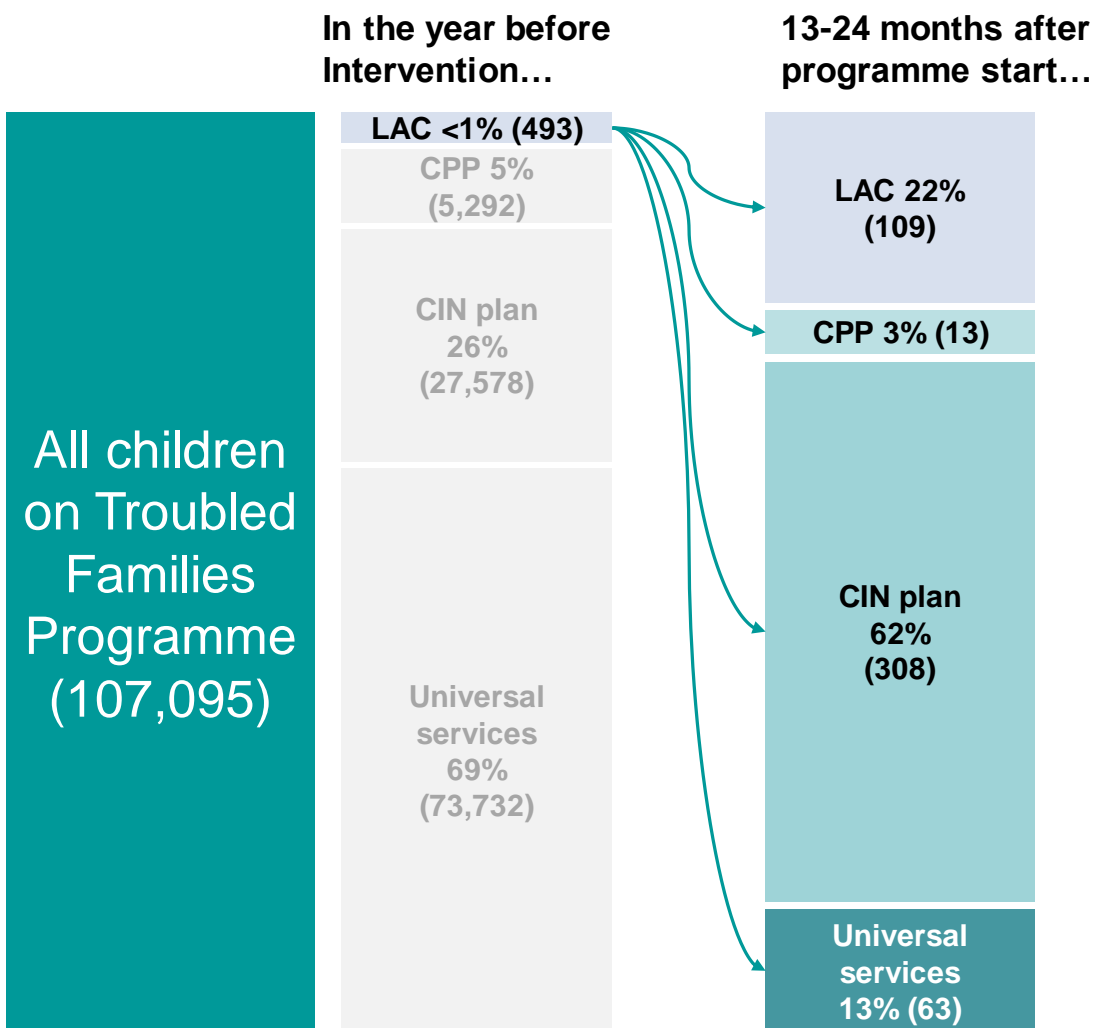 In the year before
Intervention…
13-24 months after
programme start…
All children
on Troubled
Families
Programme
(107,095)
LAC <1% (493)
CPP 5%
(5,292)
CIN plan
26%
(27,578)
Universal
services
69%
(73,732)
LAC 22%
(109)
CPP 3% (13)
CIN plan
62%
(308)
Universal
services
13% (63)